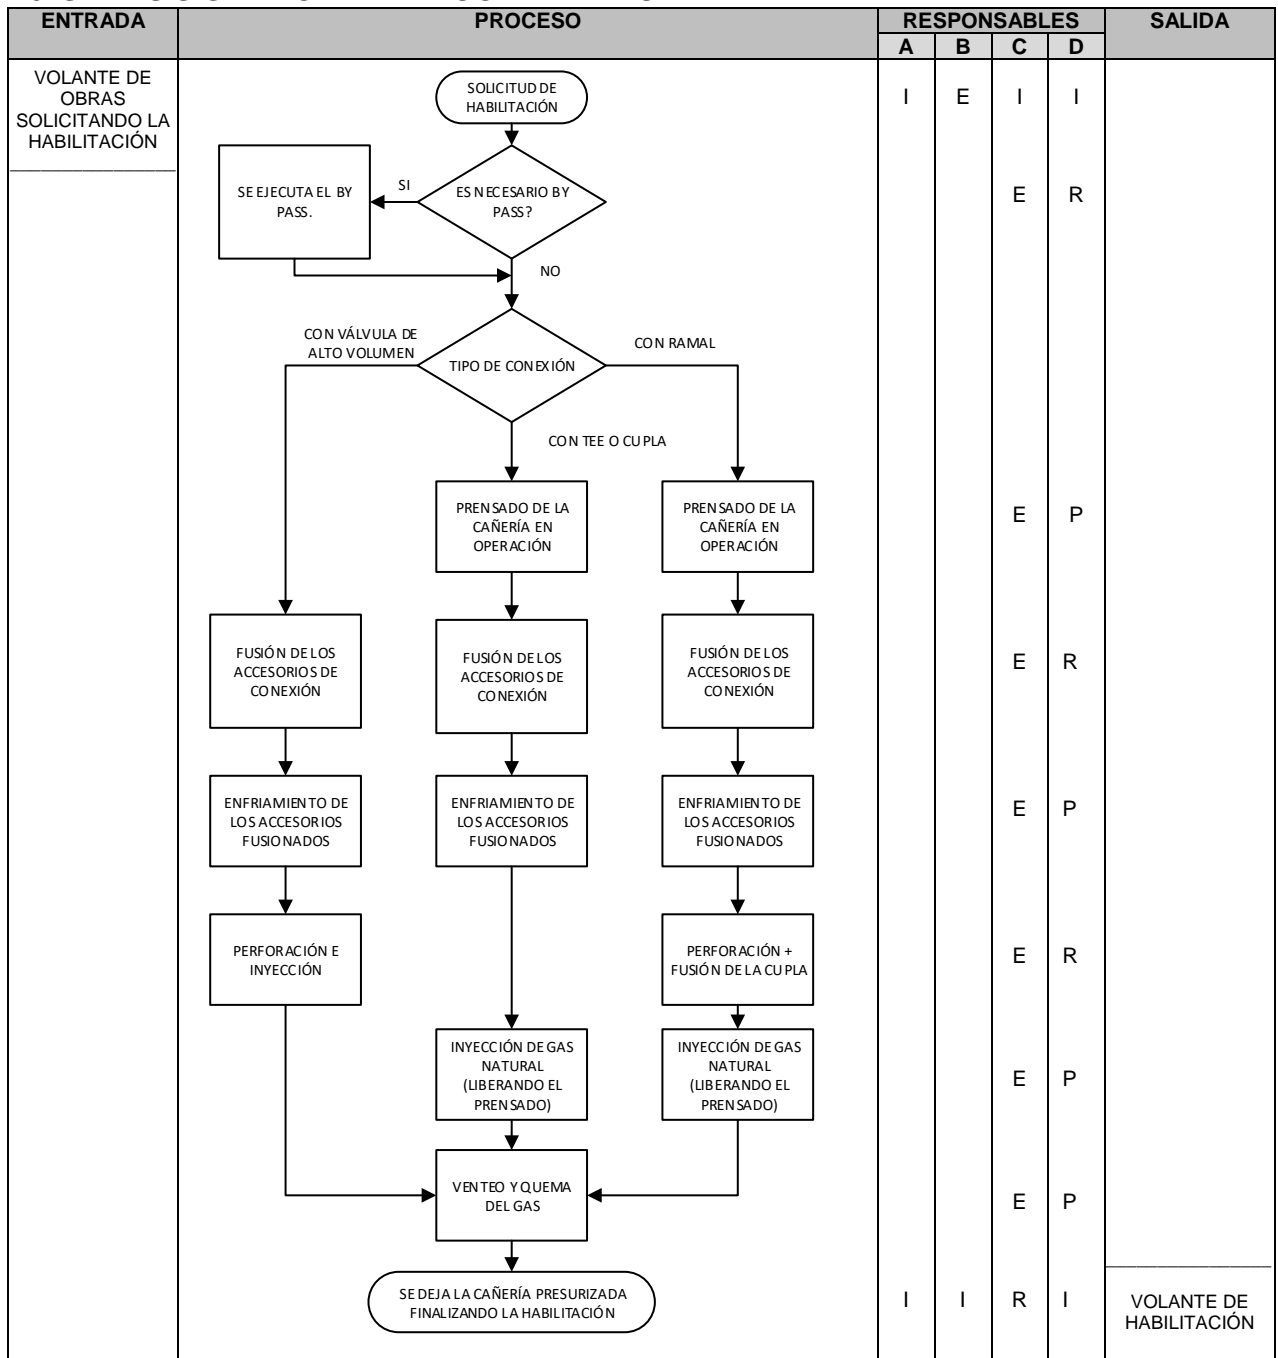 ENTRADA
PROCESO
RESPONSABLES
SALIDA
A
B
C
D
VOLANTE DE
OBRAS
SOLICITANDO LA
HABILITACIÓN
SOLICITUD DE
HABILITACIÓN
I
E
I
I
SE EJECUTA EL BY
PASS.
SI
ES NECESARIO BY
PASS?
E
R
NO
CON VÁLVULA DE
ALTO VOLUMEN
TIPO DE CONEXIÓN
CON RAMAL
CON TEE O CUPLA
PRENSADO DE LA
CAÑERÍA EN
OPERACIÓN
PRENSADO DE LA
CAÑERÍA EN
OPERACIÓN
E
P
FUSIÓN DE LOS
ACCESORIOS DE
CONEXIÓN
FUSIÓN DE LOS
ACCESORIOS DE
CONEXIÓN
FUSIÓN DE LOS
ACCESORIOS DE
CONEXIÓN
E
R
ENFRIAMIENTO DE
LOS ACCESORIOS
FUSIONADOS
ENFRIAMIENTO DE
LOS ACCESORIOS
FUSIONADOS
ENFRIAMIENTO DE
LOS ACCESORIOS
FUSIONADOS
E
P
PERFORACIÓN E
INYECCIÓN
PERFORACIÓN +
FUSIÓN DE LA CUPLA
E
R
INYECCIÓN DE GAS
NATURAL
(LIBERANDO EL
PRENSADO)
INYECCIÓN DE GAS
NATURAL
(LIBERANDO EL
PRENSADO)
E
P
VENTEO Y QUEMA
DEL GAS
E
P
SE DEJA LA CAÑERÍA PRESURIZADA
FINALIZANDO LA HABILITACIÓN
I
I
R
I
VOLANTE DE
HABILITACIÓN